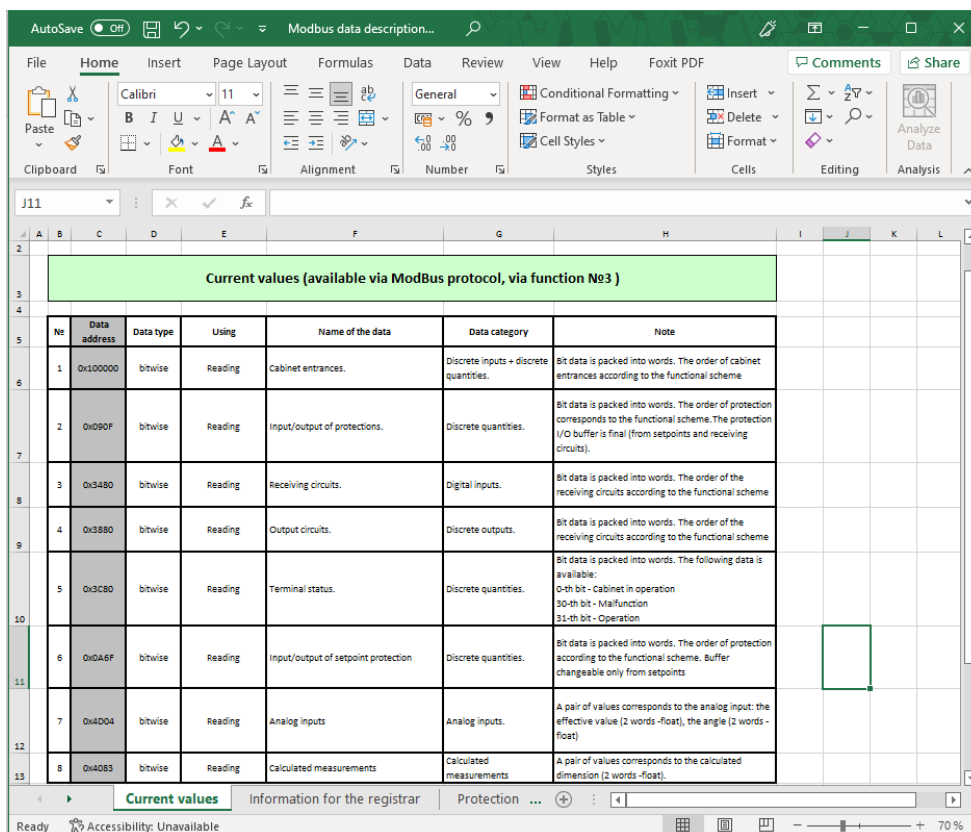 AutoSave Off Modbus data description...
File Home Insert Page Layout Formulas Data Review View Help Foxit PDF Comments Share
Paste
Calibri 11
B I U A A
A
ab
General
% 9
.00
Conditional Formatting
Format as Table
Cell Styles
Insert
Delete
Format
Analyze
Data
Clipboard Font Alignment Number Styles Cells Editing Analysis
J11 fx
A B C D E F G H I J K L
2
3
Current values (available via ModBus protocol, via function №3 )
4
5
№ Data address Data type Using Name of the data Data category Note
6
1 0x100000 bitwise Reading Cabinet entrances.
Discrete inputs + discrete
quantities.
Bit data is packed into words. The order of cabinet
entrances according to the functional scheme
7
2 0x090F bitwise Reading Input/output of protections. Discrete quantities.
Bit data is packed into words. The order of protection
corresponds to the functional scheme.The protection
I/O buffer is final (from setpoints and receiving
circuits).
8
3 0x3480 bitwise Reading Receiving circuits. Digital inputs.
Bit data is packed into words. The order of the
receiving circuits according to the functional scheme
9
4 0x3880 bitwise Reading Output circuits. Discrete outputs.
Bit data is packed into words. The order of the
receiving circuits according to the functional scheme
10
5 0x3C80 bitwise Reading Terminal status. Discrete quantities.
Bit data is packed into words. The following data is
available:
0-th bit - Cabinet in operation
30-th bit - Malfunction
31-th bit - Operation
11
6 0x0A6F bitwise Reading Input/output of setpoint protection Discrete quantities.
Bit data is packed into words. The order of protection
according to the functional scheme. Buffer
changeable only from setpoints
12
7 0x4D04 bitwise Reading Analog inputs Analog inputs.
A pair of values corresponds to the analog input: the
effective value (2 words -float), the angle (2 words -
float)
13
8 0x4083 bitwise Reading Calculated measurements
Calculated
measurements
A pair of values corresponds to the calculated
dimension (2 words -float).
Current values Information for the registrar Protection ...
Ready Accessibility: Unavailable 70 %